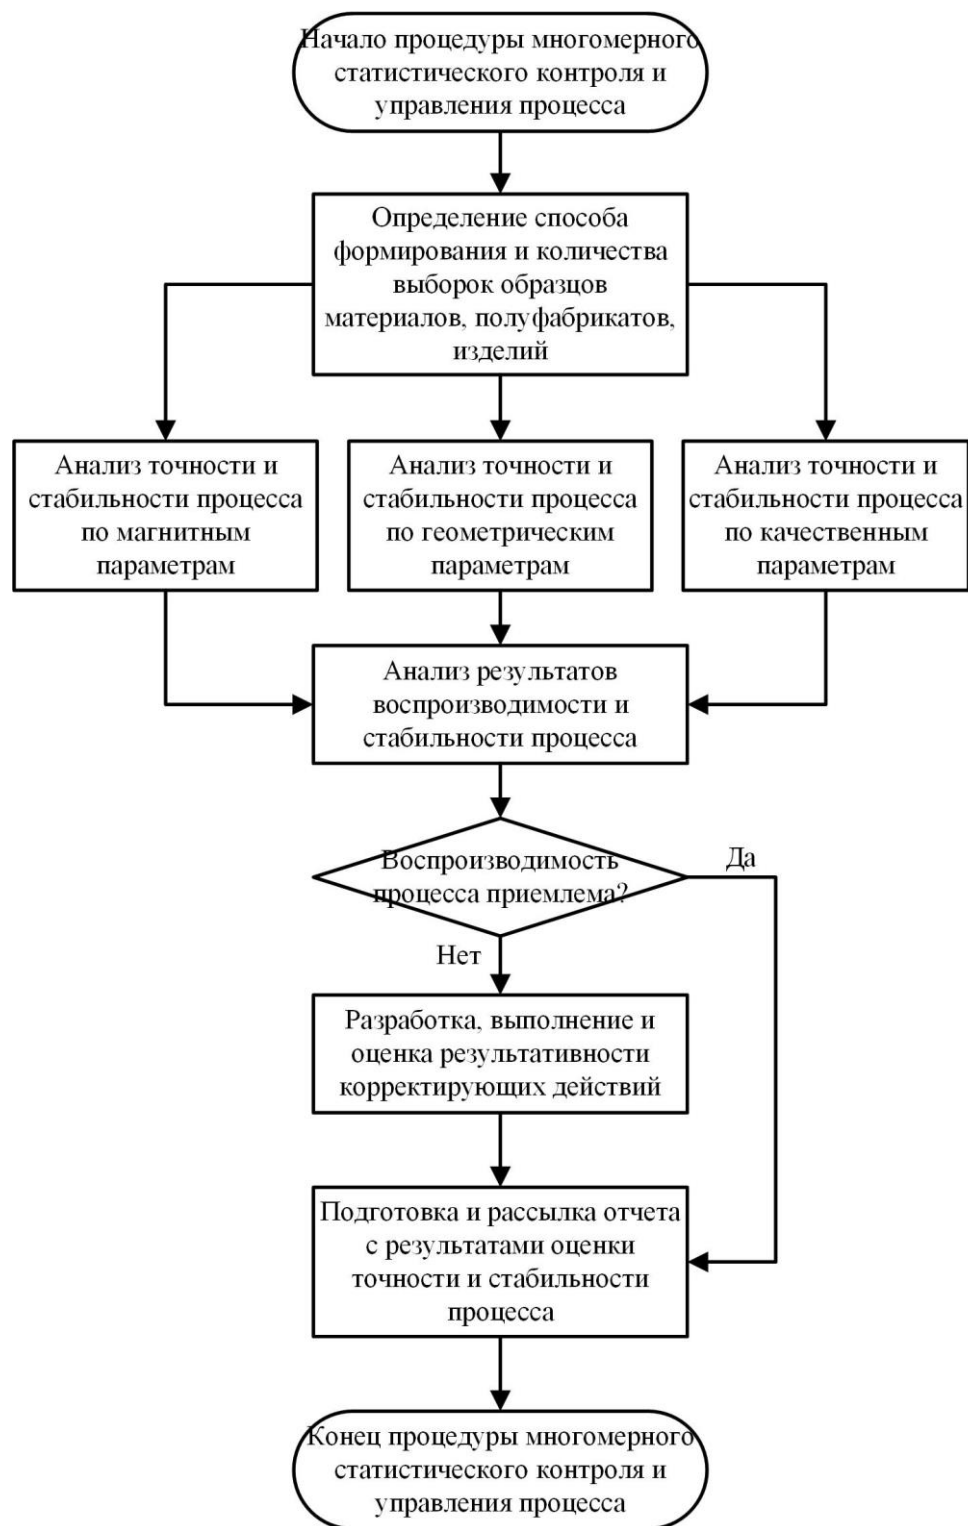 Начало процедуры многомерного
статистического контроля и
управления процесса
Определение способа
формирования и количества
выборок образцов
материалов, полуфабрикатов,
изделий
Анализ точности и
стабильности процесса
по магнитным
параметрам
Анализ точности и
стабильности процесса
по геометрическим
параметрам
Анализ точности и
стабильности процесса
по качественным
параметрам
Анализ результатов
воспроизводимости и
стабильности процесса
Воспроизводимость
процесса приемлема?
Да
Нет
Разработка, выполнение и
оценка результативности
корректирующих действий
Подготовка и рассылка отчета
с результатами оценки
точности и стабильности
процесса
Конец процедуры многомерного
статистического контроля и
управления процесса